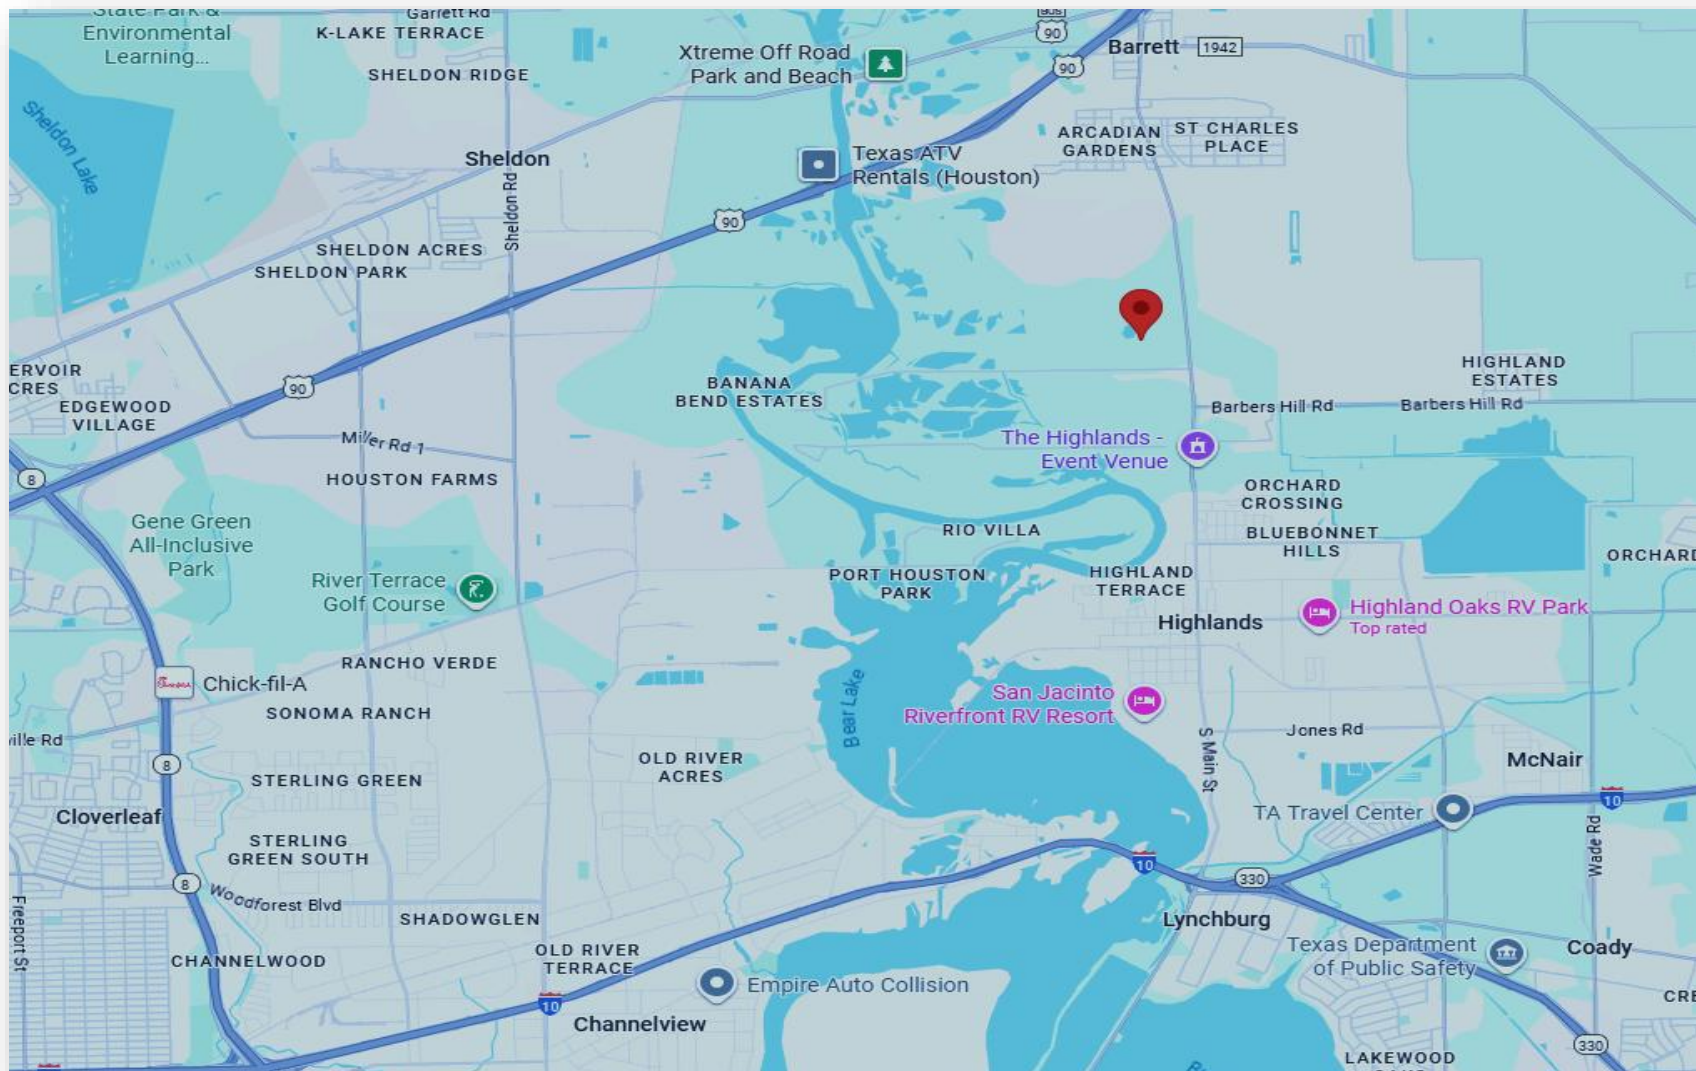 State Park &
Environmental
Learning...
Garrett Rd
K-LAKE TERRACE
SHELDON RIDGE
Xtreme Off Road
Park and Beach
90
Barrett
1942
90
Sheldon Lake
Sheldon
Texas ATV
Rentals (Houston)
ARCADIAN
GARDENS
ST CHARLES
PLACE
Sheldon Rd
90
SHELDON ACRES
SHELDON PARK
ERVOIR
CRES
EDGEWOOD
VILLAGE
90
BANANA
BEND ESTATES
HIGHLAND
ESTATES
Barbers Hill Rd
Barbers Hill Rd
Miller Rd 1
The Highlands -
Event Venue
8
HOUSTON FARMS
ORCHARD
CROSSING
Gene Green
All-Inclusive
Park
RIO VILLA
BLUEBONNET
HILLS
ORCHARD
River Terrace
Golf Course
PORT HOUSTON
PARK
HIGHLAND
TERRACE
Highlands
Highland Oaks RV Park
Top rated
RANCHO VERDE
Chick-fil-A
SONOMA RANCH
Bear Lake
San Jacinto
Riverfront RV Resort
ville Rd
S Main St
Jones Rd
8
STERLING GREEN
OLD RIVER
ACRES
McNair
Cloverleaf
TA Travel Center
10
STERLING
GREEN SOUTH
Wade Rd
10
8
Woodforest Blvd
330
Freeport St
SHADOWGLEN
Lynchburg
CHANNELWOOD
OLD RIVER
TERRACE
Texas Department
of Public Safety
Coady
Empire Auto Collision
10
CRE
Channelview
330
LAKEWOOD